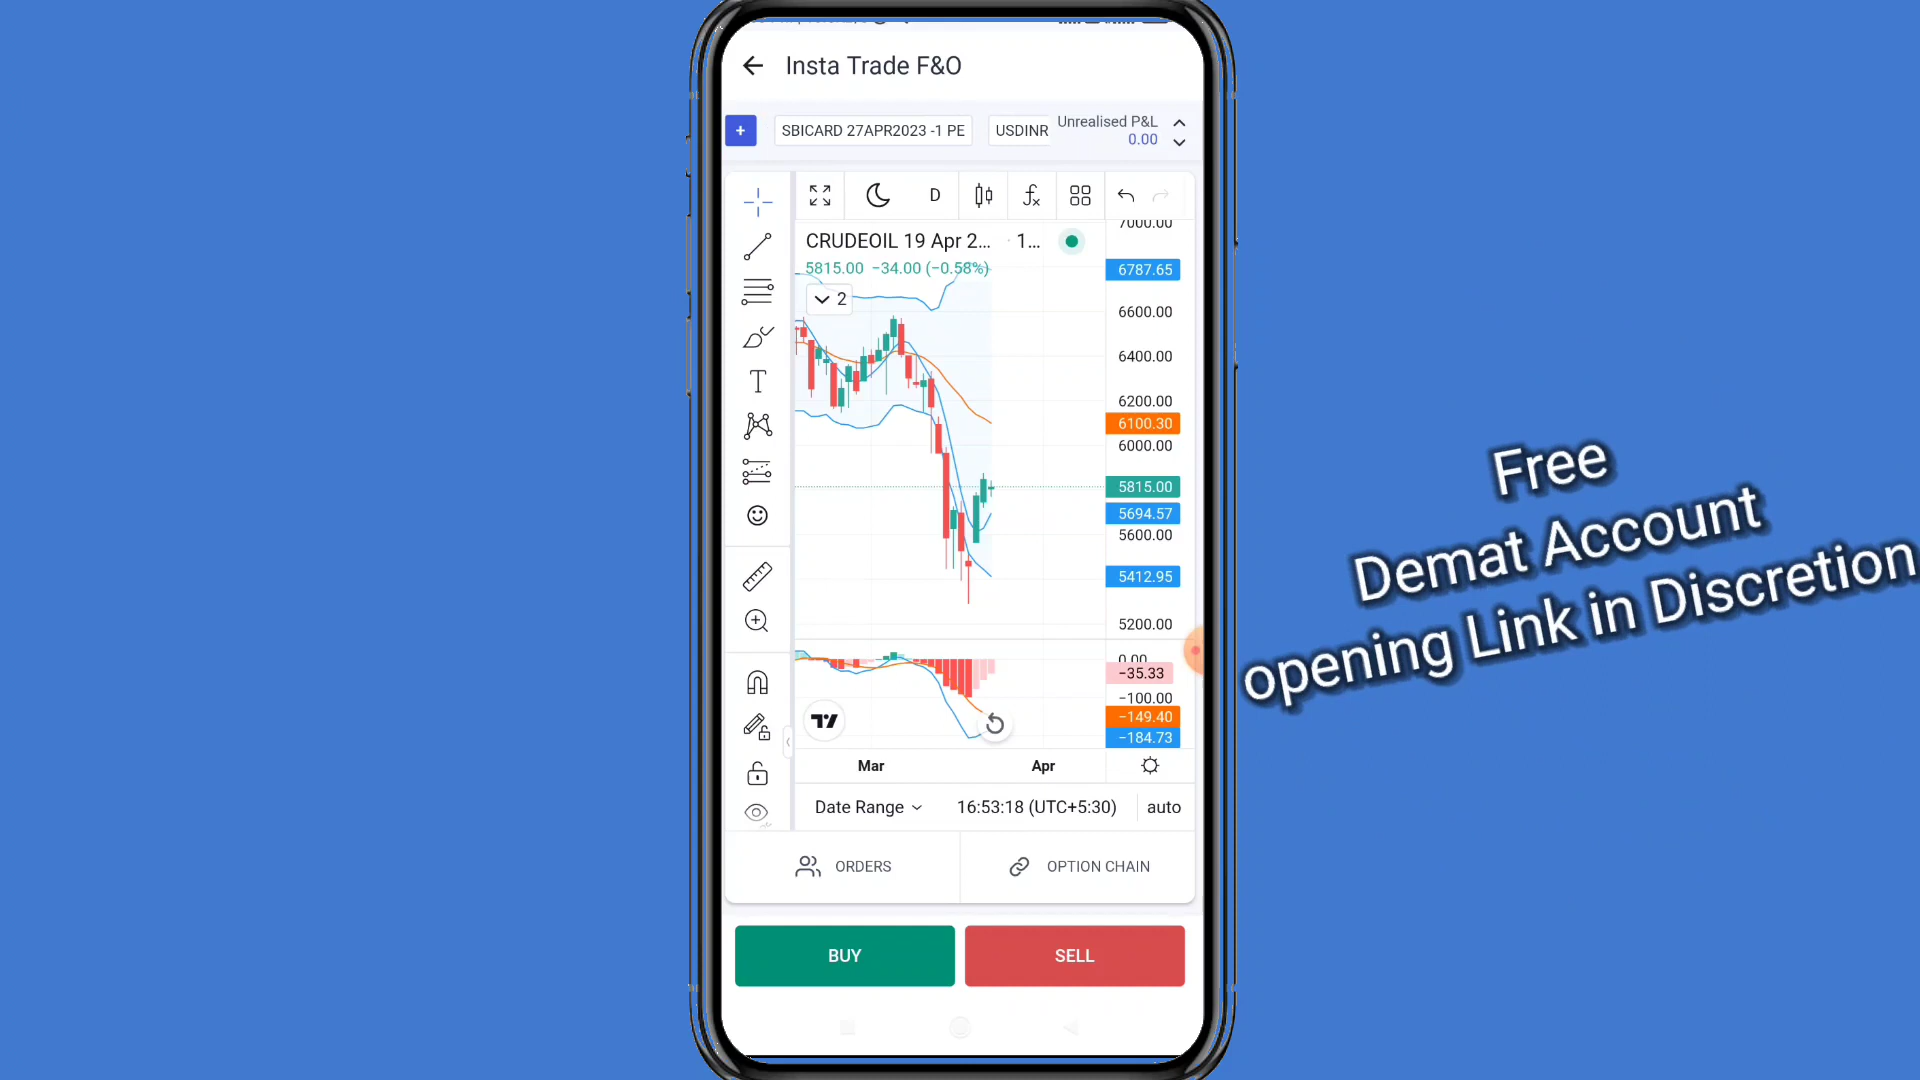 Insta Trade F&O
+
SBICARD 27APR2023 -1 PE
USDINR
Unrealised P&L
0.00
D
CRUDEOIL 19 Apr 2... · 1...
5815.00 −34.00 (−0.58%)
2
7000.00
6787.65
6600.00
6400.00
6200.00
6100.30
6000.00
5815.00
5694.57
5600.00
5412.95
5200.00
0.00
−35.33
−100.00
−149.40
−184.73
Mar
Apr
Date Range
16:53:18 (UTC+5:30)
auto
ORDERS
OPTION CHAIN
BUY
SELL
Free
Demat Account
opening Link in Discretion